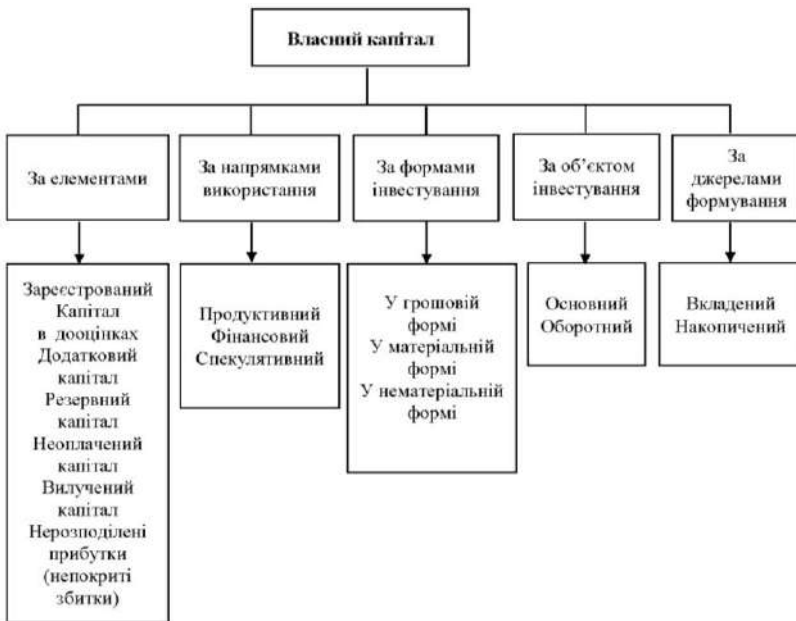 Власний капітал
За елементами
За напрямками
використання
За формами
інвестування
За об’єктом
інвестування
За
джерелами
формування
Зареєстрований
Капітал
в дооцінках
Додатковий
капітал
Резервний
капітал
Неоплачений
капітал
Вилучений
капітал
Нерозподілені
прибутки
(непокриті
збитки)
Продуктивний
Фінансовий
Спекулятивний
У грошовій
формі
У матеріальній
формі
У нематеріальній
формі
Основний
Оборотний
Вкладений
Накопичений